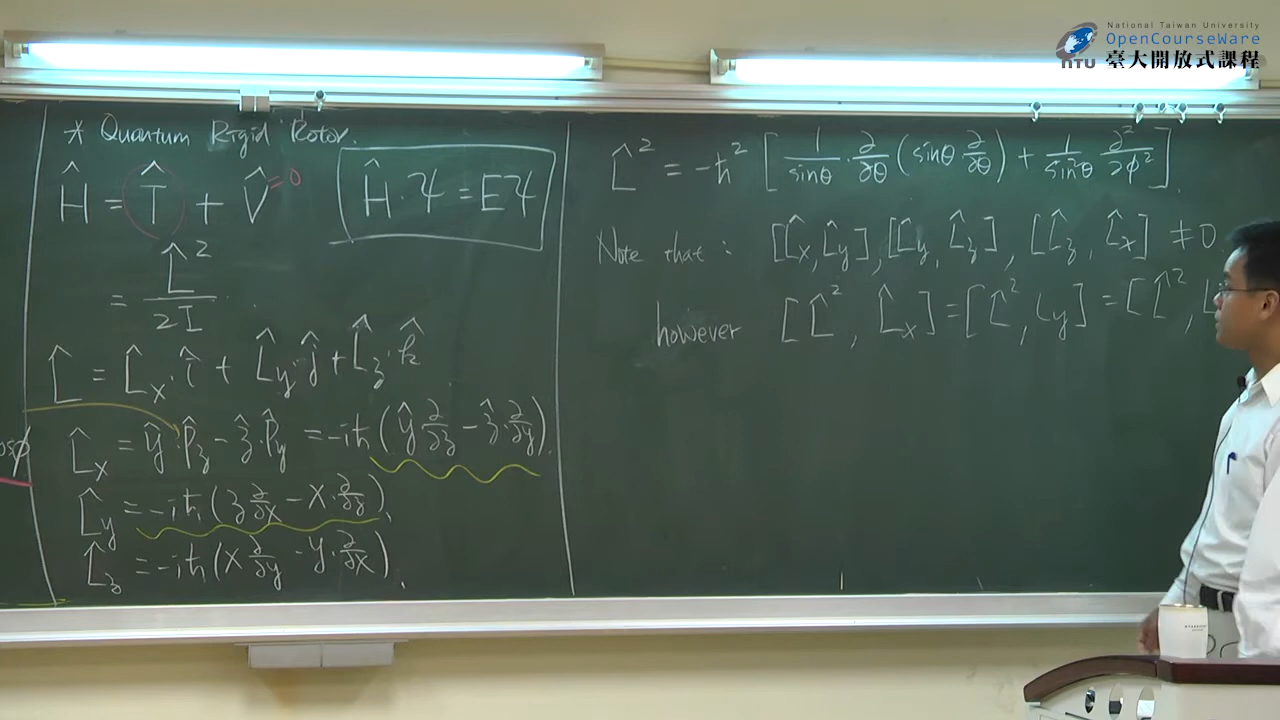 National Taiwan University
OpenCourseWare
NTU 臺大開放式課程
* Quantum Rigid Rotor.
Ĥ = T̂ + V̂ = 0
Ĥ·Ψ = EΨ
= L̂² / 2I
L̂ = L̂x·î + L̂y·ĵ + L̂z·k̂
L̂x = ŷ·p̂z - ẑ·p̂y = -iħ(ŷ ∂/∂z - ẑ·∂/∂y).
L̂y = -iħ(z ∂/∂x - x·∂/∂z).
L̂z = -iħ(x ∂/∂y - y·∂/∂x).
L̂² = -ħ² [ 1/sinθ · ∂/∂θ (sinθ ∂/∂θ) + 1/sin²θ ∂²/∂φ² ].
Note that: [L̂x, L̂y], [L̂y, L̂z], [L̂z, L̂x] ≠ 0
however [L̂², L̂x] = [L̂², Ly] = [L̂², L